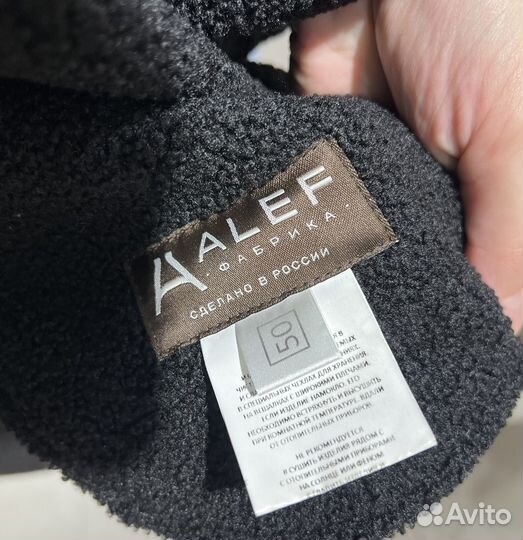 A ALEF
· ФАБРИКА ·
СДЕЛАНО В РОССИИ
50
В
В СПЕЦИАЛЬНЫХ ЧЕХЛАХ ДЛЯ ХРАНЕНИЯ.
НА ВЕШАЛКАХ С ШИРОКИМИ ПЛЕЧАМИ.
ЕСЛИ ИЗДЕЛИЕ НАМОКЛО, ЕГО
НЕОБХОДИМО ВСТРЯХНУТЬ И ВЫСУШИТЬ
ПРИ КОМНАТНОЙ ТЕМПЕРАТУРЕ, ВДАЛИ
ОТ ОТОПИТЕЛЬНЫХ ПРИБОРОВ.
НЕ РЕКОМЕНДУЕТСЯ
СУШИТЬ ИЗДЕЛИЯ РЯДОМ С
ОТОПИТЕЛЬНЫМИ ПРИБОРАМИ
НА СОЛНЦЕ ИЛИ ФЕНОМ
Avito